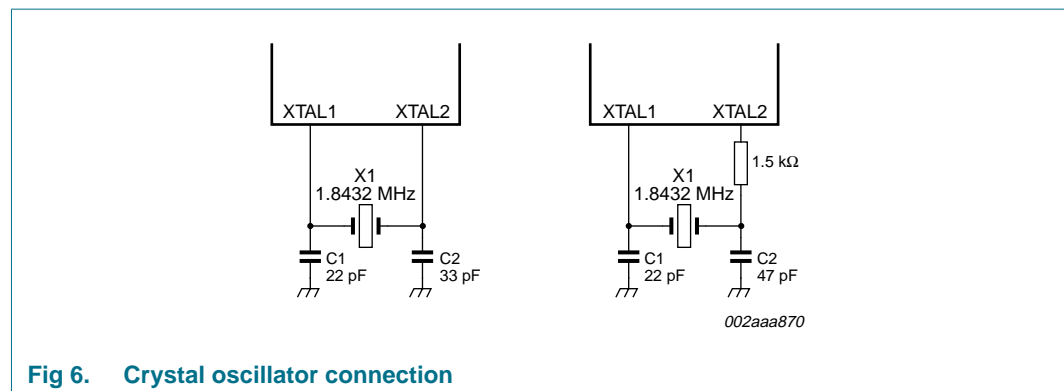 XTAL1 XTAL2
X1
1.8432 MHz
C1
22 pF
C2
33 pF
XTAL1 XTAL2
1.5 kΩ
X1
1.8432 MHz
C1
22 pF
C2
47 pF
002aaa870
Fig 6. Crystal oscillator connection